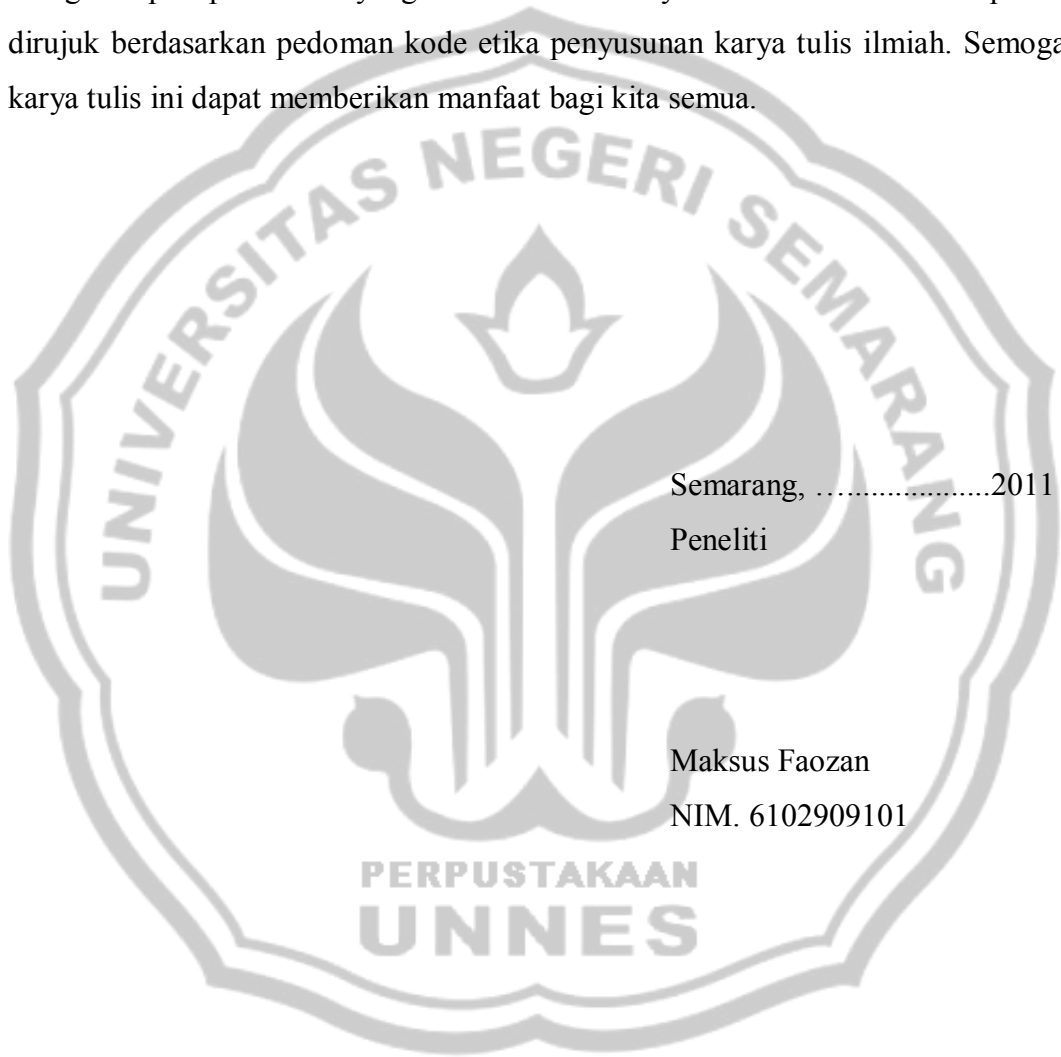 dirujuk berdasarkan pedoman kode etika penyusunan karya tulis ilmiah. Semoga
karya tulis ini dapat memberikan manfaat bagi kita semua.
UNIVERSITAS NEGERI SEMARANG
Semarang, ….................2011
Peneliti
Maksus Faozan
NIM. 6102909101
PERPUSTAKAAN
UNNES